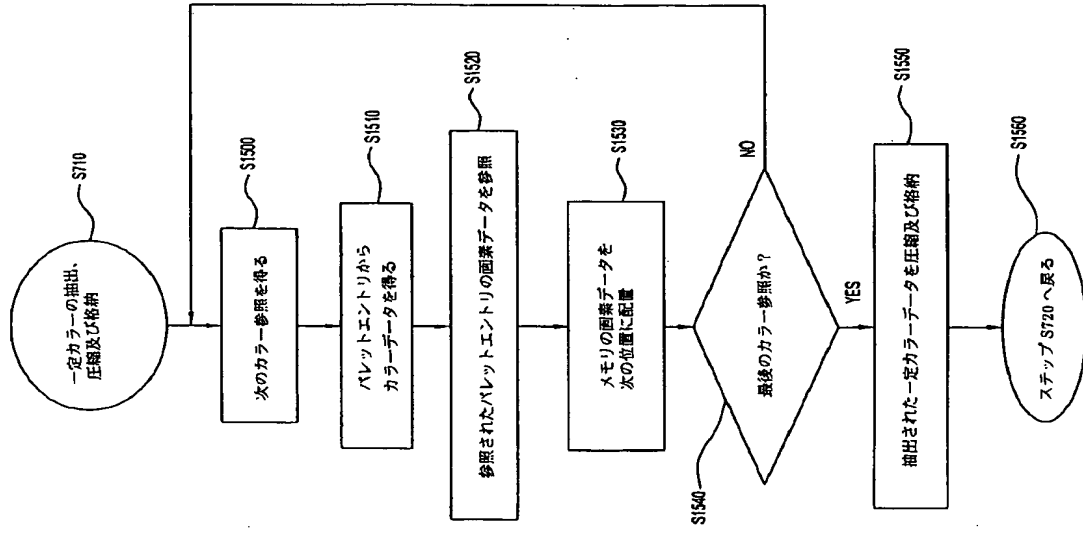 一定カラーの抽出、
圧縮及び格納
S710
次のカラー参照を得る
S1500
パレットエントリから
カラーデータを得る
S1510
参照されたパレットエントリの画素データを参照
S1520
メモリの画素データを
次の位置に配置
S1530
最後のカラー参照か？
S1540
NO
YES
抽出された一定カラーデータを圧縮及び格納
S1550
ステップ S720 へ戻る
S1560